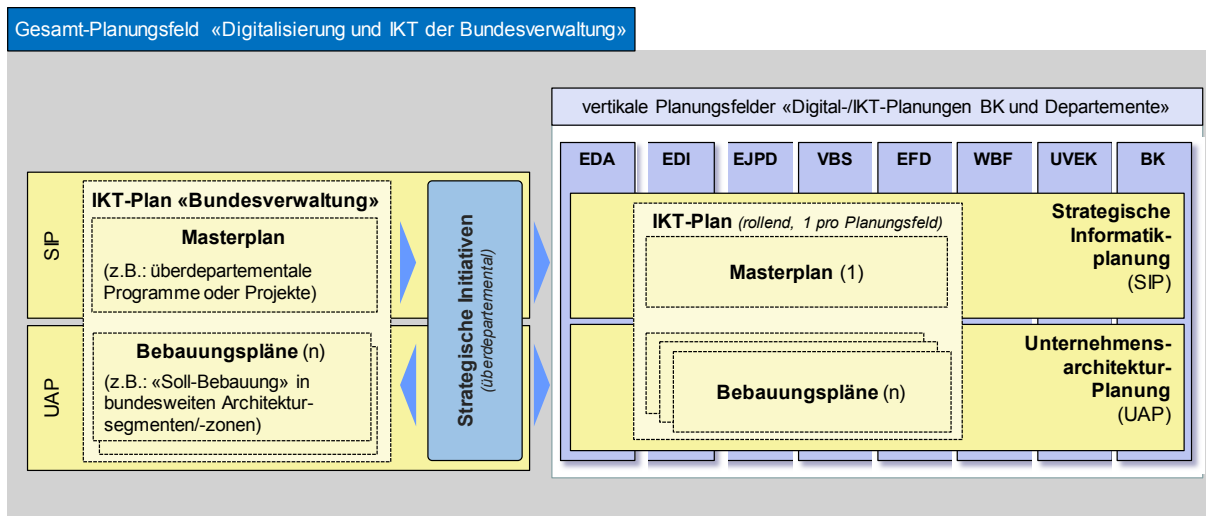 Gesamt-Planungsfeld «Digitalisierung und IKT der Bundesverwaltung»
vertikale Planungsfelder «Digital-/IKT-Planungen BK und Departemente»
EDA EDI EJPD VBS EFD WBF UVEK BK
SIP
IKT-Plan «Bundesverwaltung»
Masterplan
(z.B.: überdepartementale
Programme oder Projekte)
UAP
Bebauungspläne (n)
(z.B.: «Soll-Bebauung» in
bundesweiten Architektur-
segmenten/-zonen)
Strategische Initiativen
(überdepartemental)
IKT-Plan (rollend, 1 pro Planungsfeld)
Masterplan (1)
Strategische
Informatik-
planung
(SIP)
Bebauungspläne (n)
Unternehmens-
architektur-
Planung
(UAP)